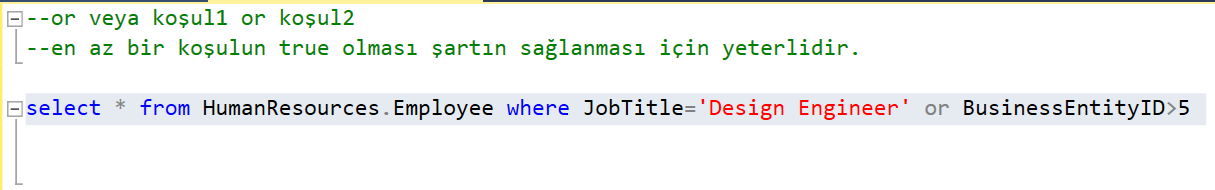 --or veya koşul1 or koşul2
--en az bir koşulun true olması şartın sağlanması için yeterlidir.
select * from HumanResources.Employee where JobTitle='Design Engineer' or BusinessEntityID>5